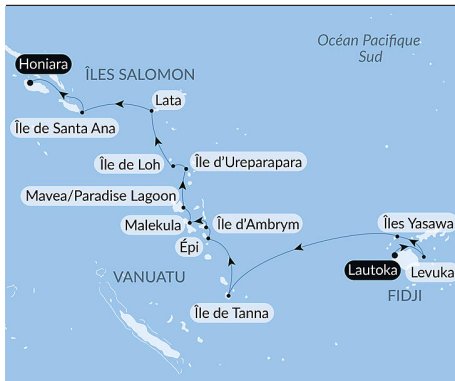 Océan Pacifique
Sud
Honiara
ÎLES SALOMON
Lata
Île de Santa Ana
Île de Loh
Île d'Ureparapara
Mavea/Paradise Lagoon
Malekula
Île d'Ambrym
Épi
Îles Yasawa
VANUATU
Lautoka
Levuka
FIDJI
Île de Tanna